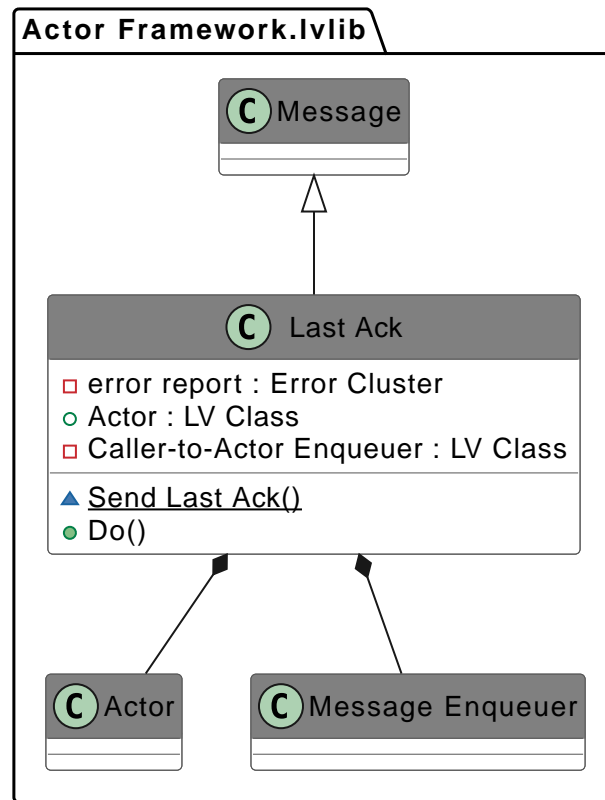 Actor Framework.lvlib
C Message
C Last Ack
error report : Error Cluster
Actor : LV Class
Caller-to-Actor Enqueuer : LV Class
Send Last Ack()
Do()
C Actor
C Message Enqueuer